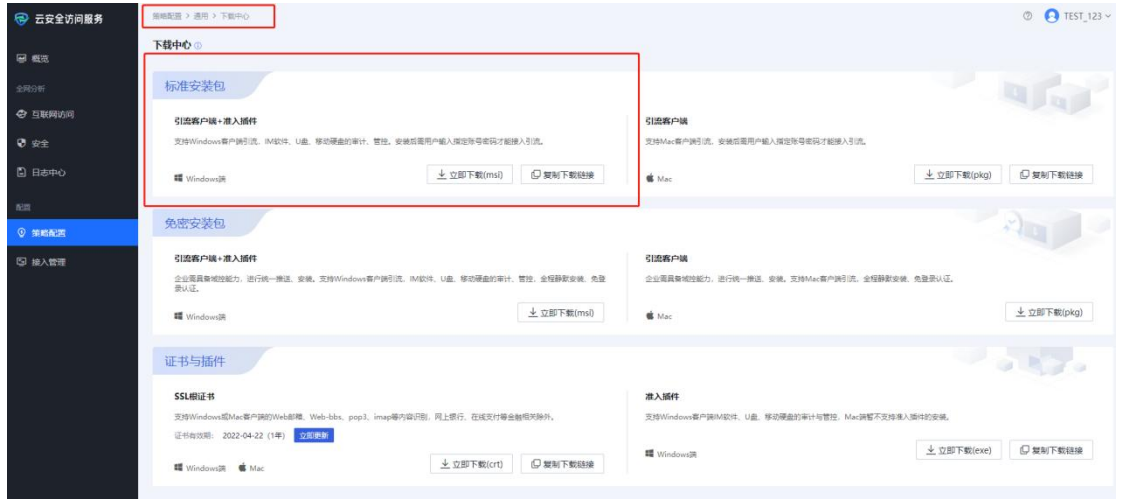 云安全访问服务
策略配置 > 通用 > 下载中心
TEST_123
下载中心
概览
全网分析
互联网访问
安全
日志中心
配置
策略配置
接入管理
标准安装包
引流客户端+准入插件
支持Windows客户端引流、IM软件、U盘、移动硬盘的审计、管控。安装后需用户输入指定账号密码才能接入引流。
Windows端
立即下载(msi)
复制下载链接
引流客户端
支持Mac客户端引流，安装后需用户输入指定账号密码才能接入引流。
Mac
立即下载(pkg)
复制下载链接
免密安装包
引流客户端+准入插件
企业需具备域控能力，进行统一推送、安装。支持Windows客户端引流、IM软件、U盘、移动硬盘的审计、管控，全程静默安装、免登
录认证。
Windows端
立即下载(msi)
引流客户端
企业需具备域控能力，进行统一推送、安装。支持Mac客户端引流，全程静默安装、免登录认证。
Mac
立即下载(pkg)
证书与插件
SSL根证书
支持Windows或Mac客户端的Web邮箱、Web-bbs、pop3、imap等内容识别，网上银行、在线支付等金融相关除外。
证书有效期： 2022-04-22 (1年) 立即更新
Windows端 Mac
立即下载(crt)
复制下载链接
准入插件
支持Windows客户端IM软件、U盘、移动硬盘的审计与管控，Mac端暂不支持准入插件的安装。
Windows端
立即下载(exe)
复制下载链接